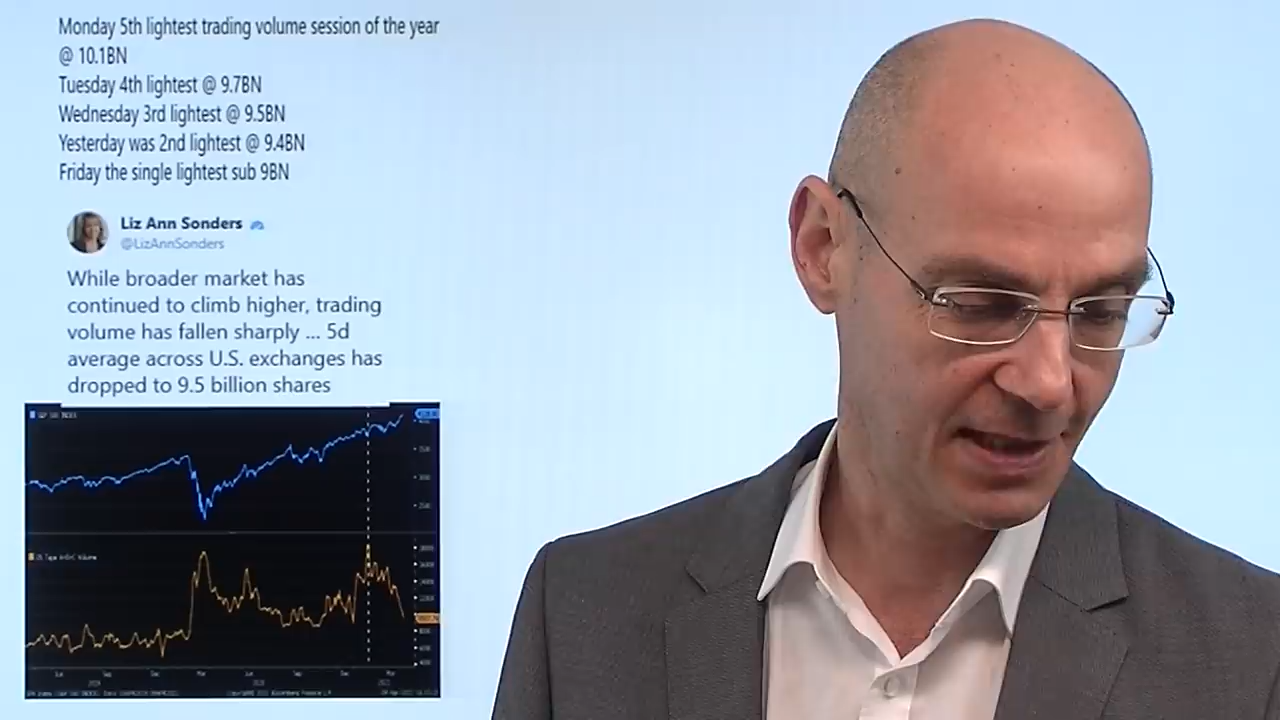 Monday 5th lightest trading volume session of the year
@ 10.1BN
Tuesday 4th lightest @ 9.7BN
Wednesday 3rd lightest @ 9.5BN
Yesterday was 2nd lightest @ 9.4BN
Friday the single lightest sub 9BN
Liz Ann Sonders
@LizAnnSonders
While broader market has
continued to climb higher, trading
volume has fallen sharply ... 5d
average across U.S. exchanges has
dropped to 9.5 billion shares